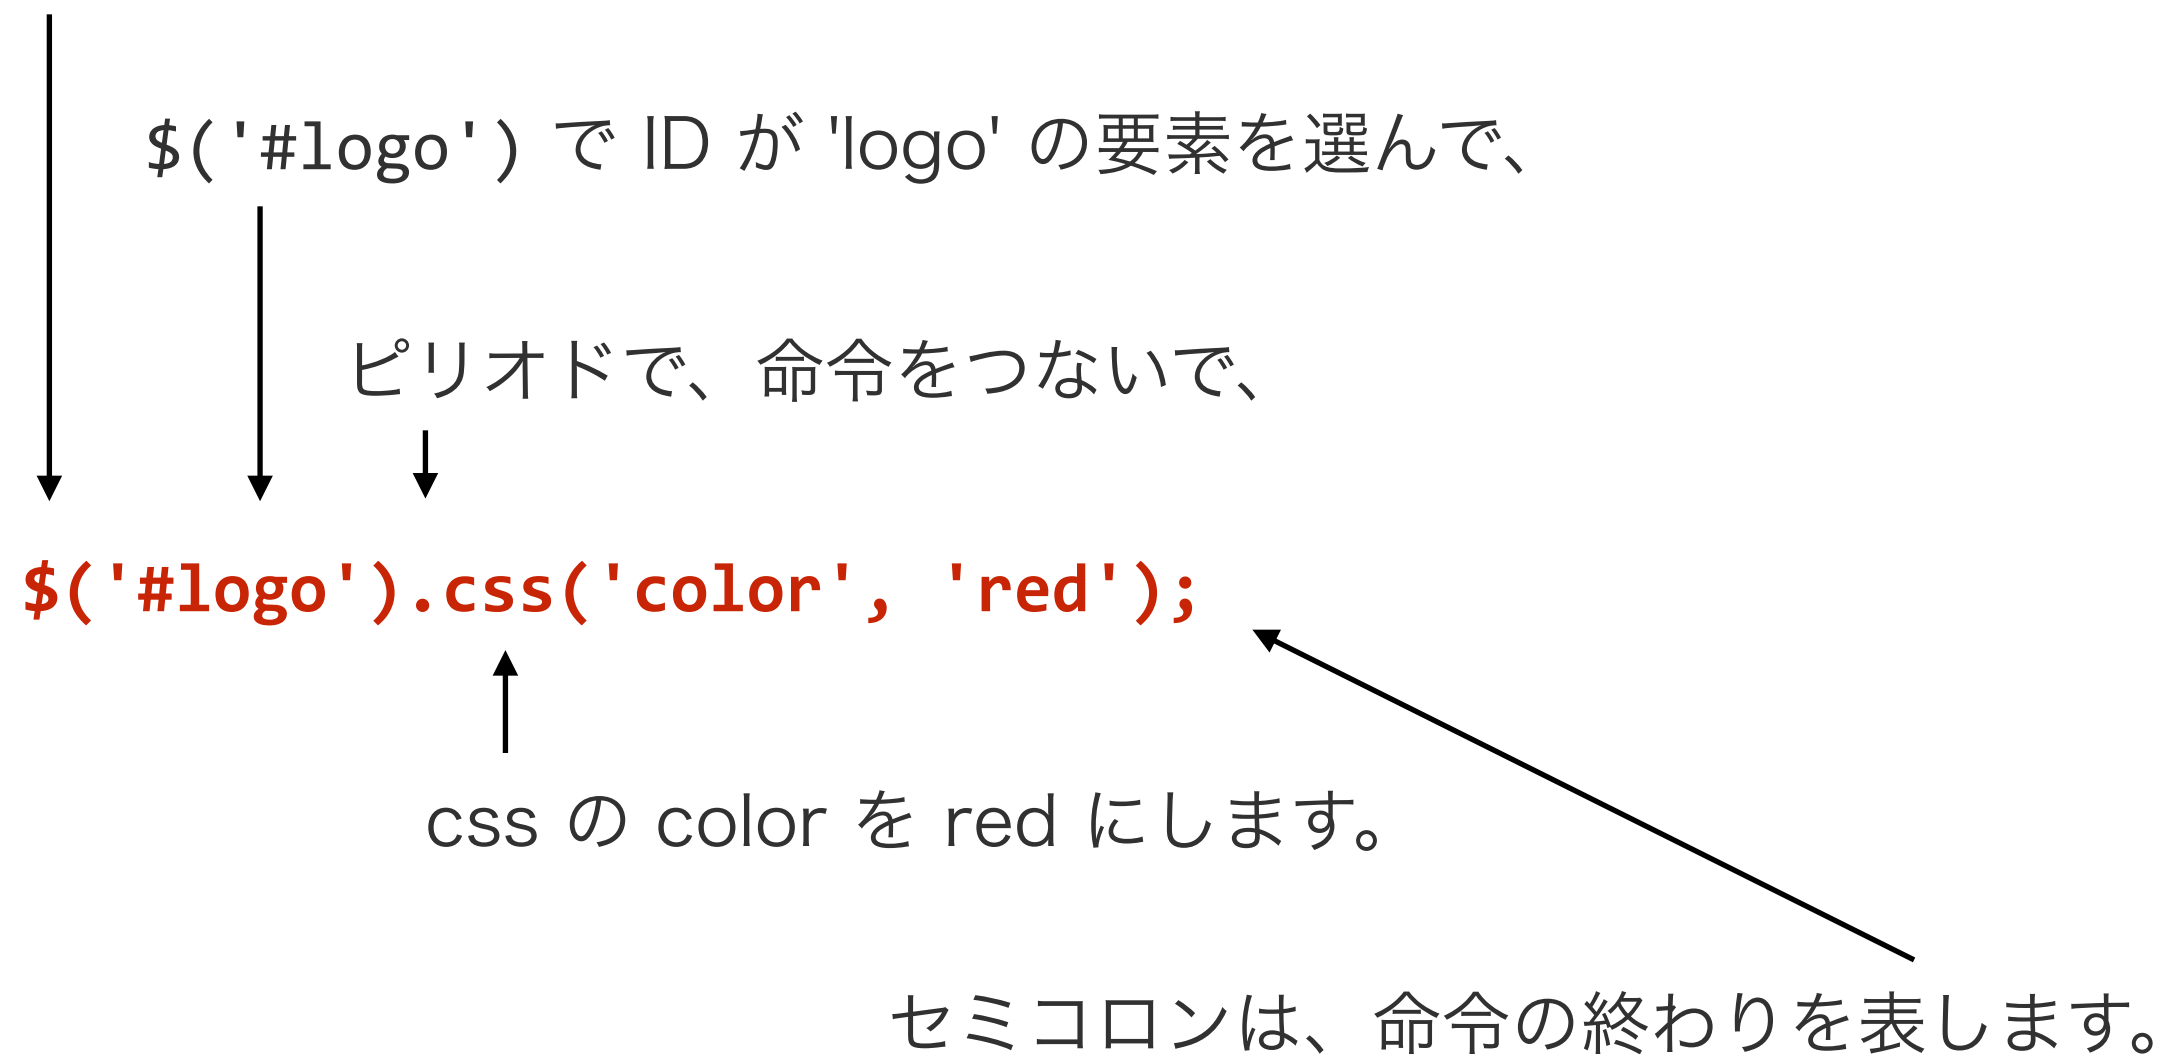 $('#logo') で ID が 'logo' の要素を選んで、
ピリオドで、命令をつないで、
$('#logo').css('color', 'red');
css の color を red にします。
セミコロンは、命令の終わりを表します。